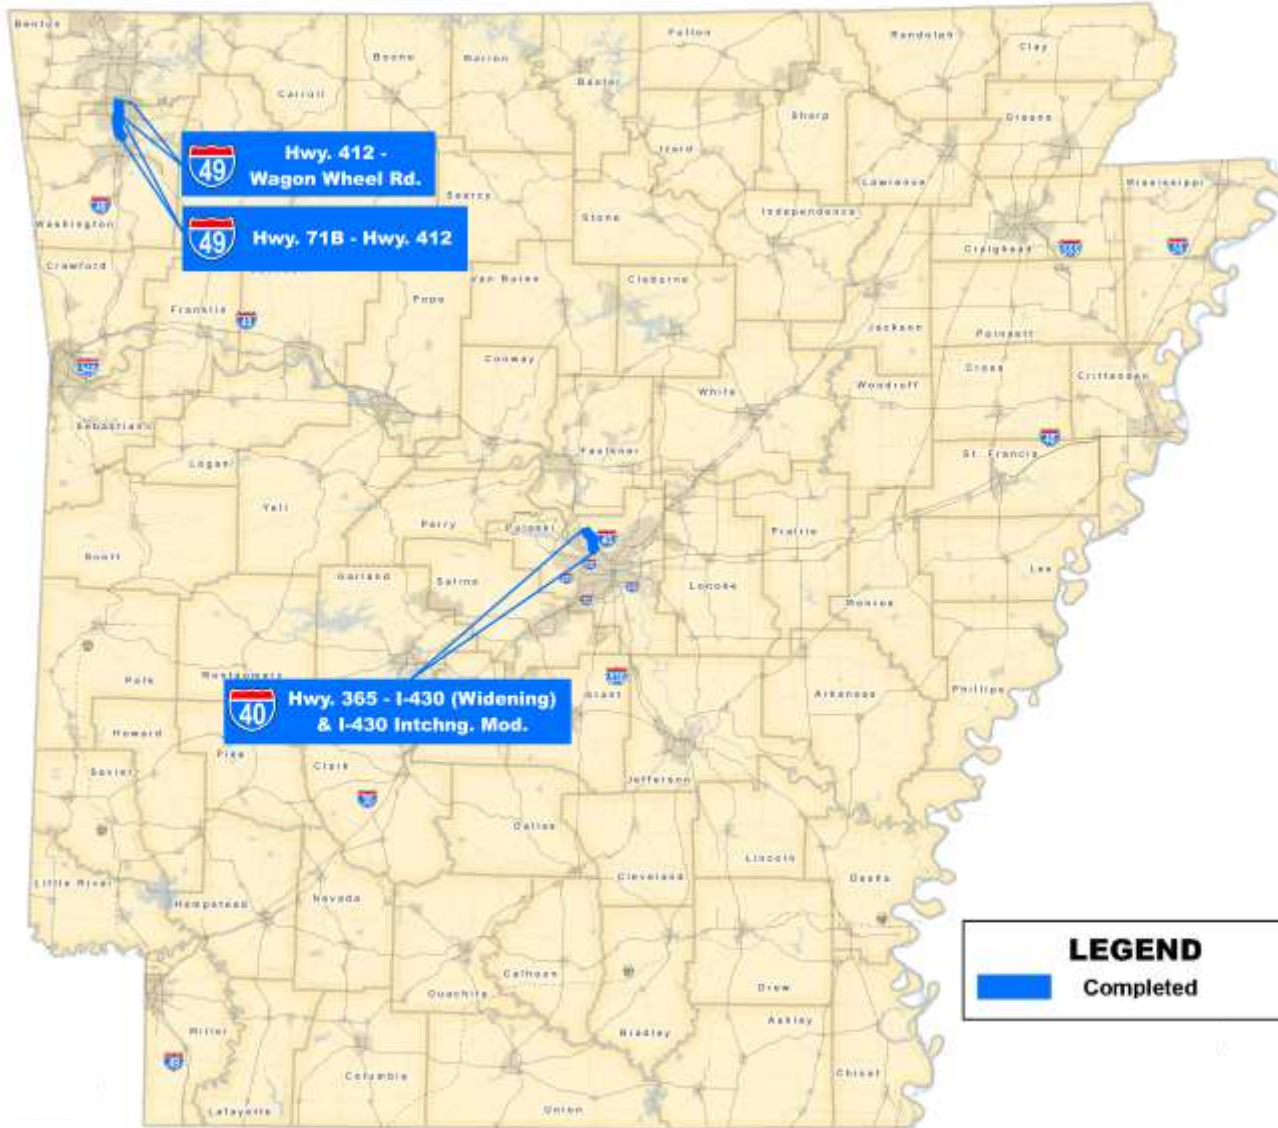 Benton
Carroll
Boone
Marion
Baxter
Fulton
Randolph
Clay
Sharp
Greene
Izard
Lawrence
Mississippi
49
Hwy. 412 -
Wagon Wheel Rd.
Searcy
Stone
Independence
Washington
49
Hwy. 71B - Hwy. 412
Craighead
Crawford
Van Buren
Cleburne
Franklin
Pope
Jackson
Poinsett
Conway
Cross
Crittenden
White
Woodruff
Sebastian
Faulkner
St. Francis
Logan
Yell
Perry
Pulaski
Prairie
Scott
Garland
Saline
Lonoke
Lee
Monroe
Polk
Montgomery
40
Hwy. 365 - I-430 (Widening)
& I-430 Intchng. Mod.
Grant
Arkansas
Phillips
Howard
Pike
Clark
Sevier
Jefferson
Dallas
Lincoln
Cleveland
Desha
Little River
Hempstead
Nevada
LEGEND
Completed
Calhoun
Ouachita
Drew
Bradley
Ashley
Miller
Columbia
Chicot
Union
Lafayette